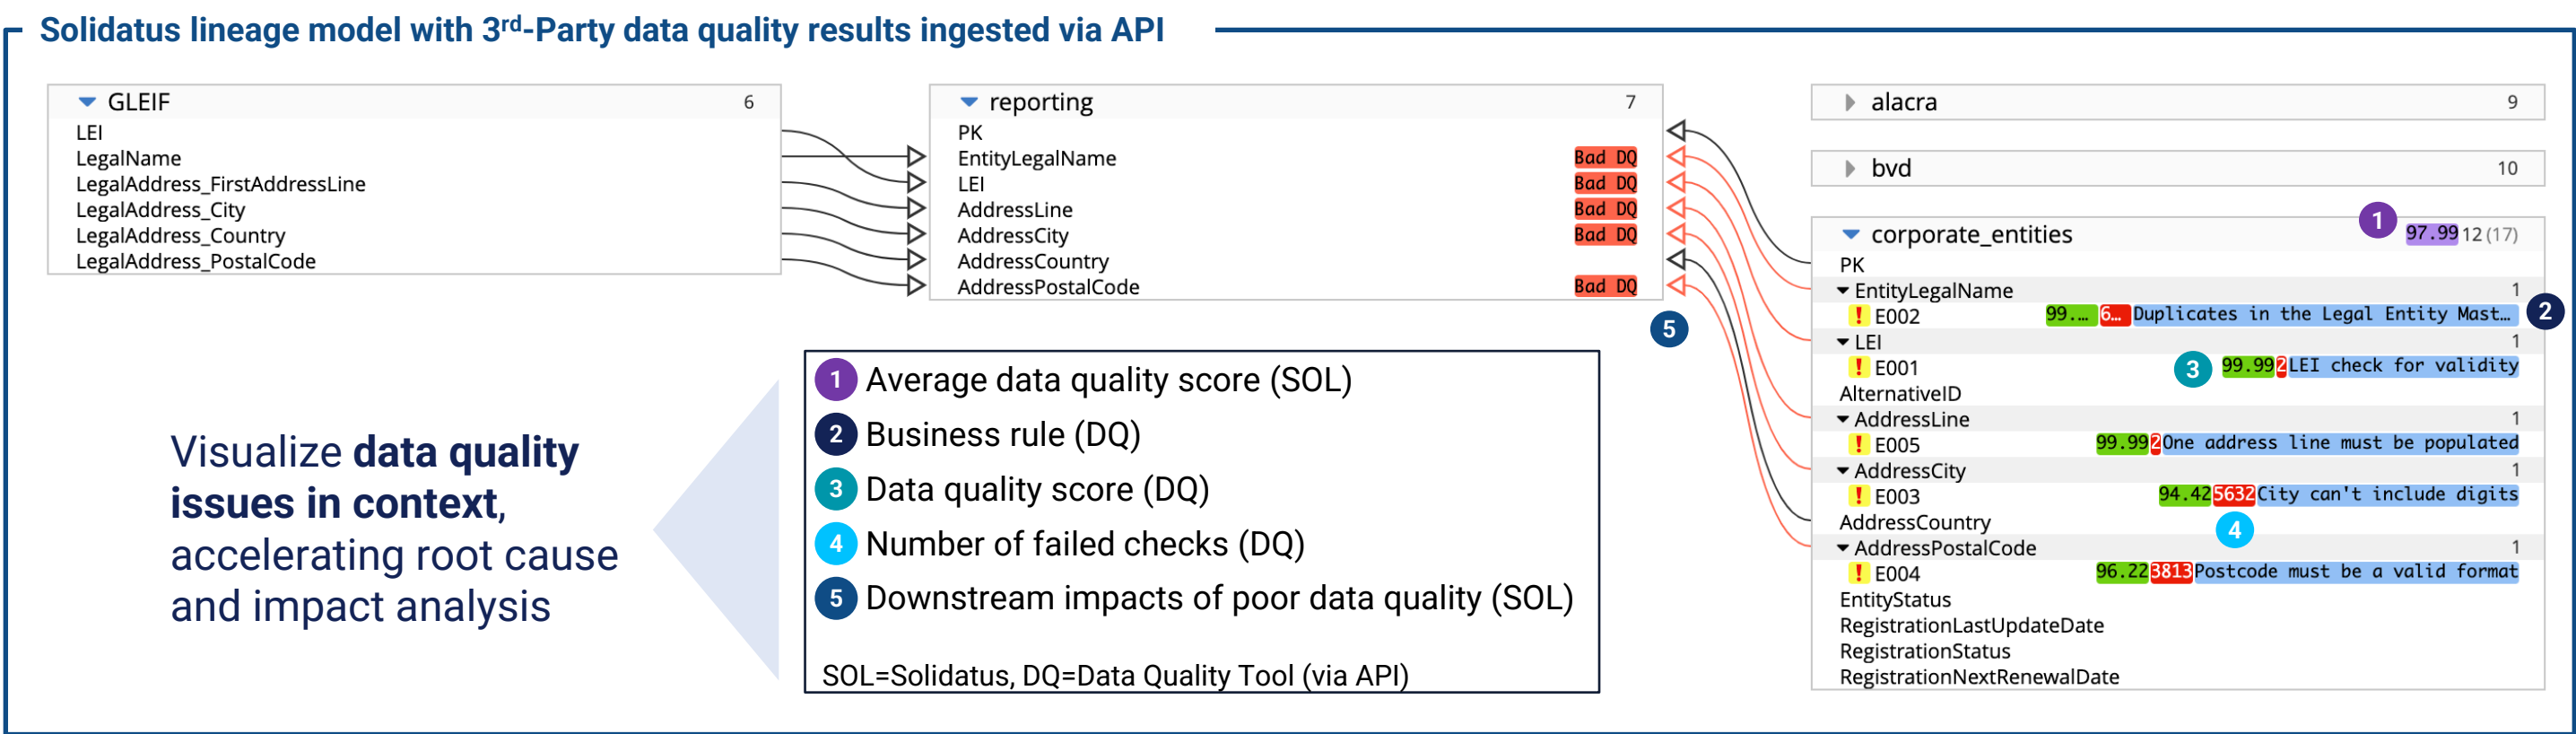 Solidatus lineage model with 3rd-Party data quality results ingested via API
GLEIF 6
LEI
LegalName
LegalAddress_FirstAddressLine
LegalAddress_City
LegalAddress_Country
LegalAddress_PostalCode
reporting 7
PK
EntityLegalName Bad DQ
LEI Bad DQ
AddressLine Bad DQ
AddressCity Bad DQ
AddressCountry
AddressPostalCode Bad DQ
5
alacra 9
bvd 10
1
corporate_entities 97.99 12 (17)
PK
EntityLegalName 1
! E002 99.… 6… Duplicates in the Legal Entity Mast… 2
LEI 1
! E001 3 99.99 2 LEI check for validity
AlternativeID
AddressLine 1
! E005 99.99 2 One address line must be populated
AddressCity 1
! E003 94.42 5632 City can't include digits
AddressCountry 4
AddressPostalCode 1
! E004 96.22 3813 Postcode must be a valid format
EntityStatus
RegistrationLastUpdateDate
RegistrationStatus
RegistrationNextRenewalDate
Visualize data quality
issues in context,
accelerating root cause
and impact analysis
1 Average data quality score (SOL)
2 Business rule (DQ)
3 Data quality score (DQ)
4 Number of failed checks (DQ)
5 Downstream impacts of poor data quality (SOL)
SOL=Solidatus, DQ=Data Quality Tool (via API)